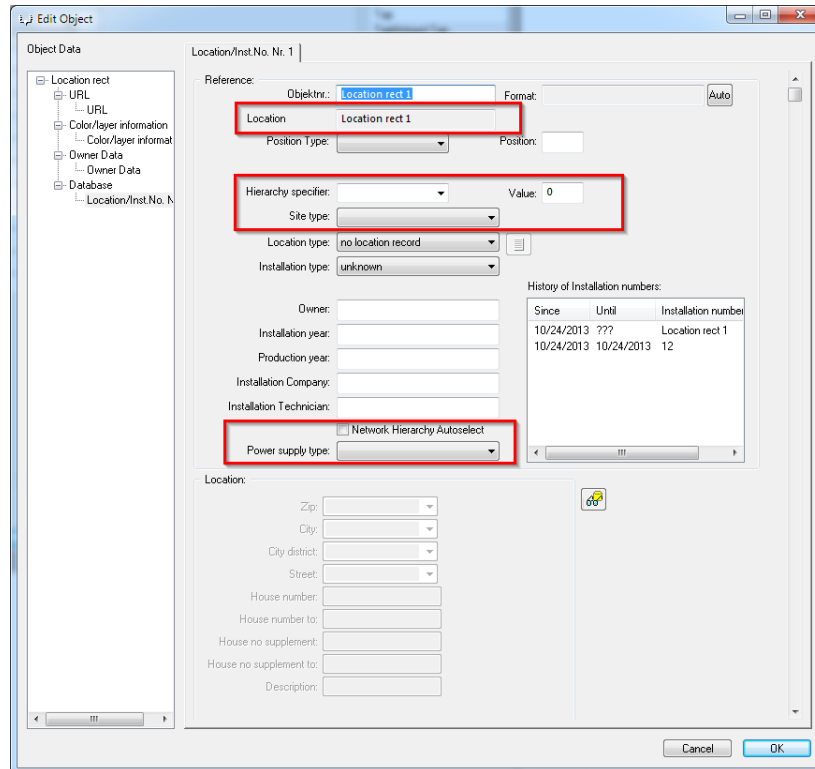 Edit Object
Object Data
Location/Inst.No. Nr. 1
Location rect
URL
URL
Color/layer information
Color/layer informat
Owner Data
Owner Data
Database
Location/Inst.No. N
Reference:
Objektnr.: Location rect 1 Format: Auto
Location Location rect 1
Position Type: Position:
Hierarchy specifier: Value: 0
Site type:
Location type: no location record
Installation type: unknown
History of Installation numbers:
Owner:
Installation year:
Production year:
Installation Company:
Installation Technician:
Since Until Installation number
10/24/2013 ??? Location rect 1
10/24/2013 10/24/2013 12
Network Hierarchy Autoselect
Power supply type:
Location:
Zip:
City:
City district:
Street:
House number:
House number to:
House no supplement:
House no supplement to:
Description:
Cancel OK